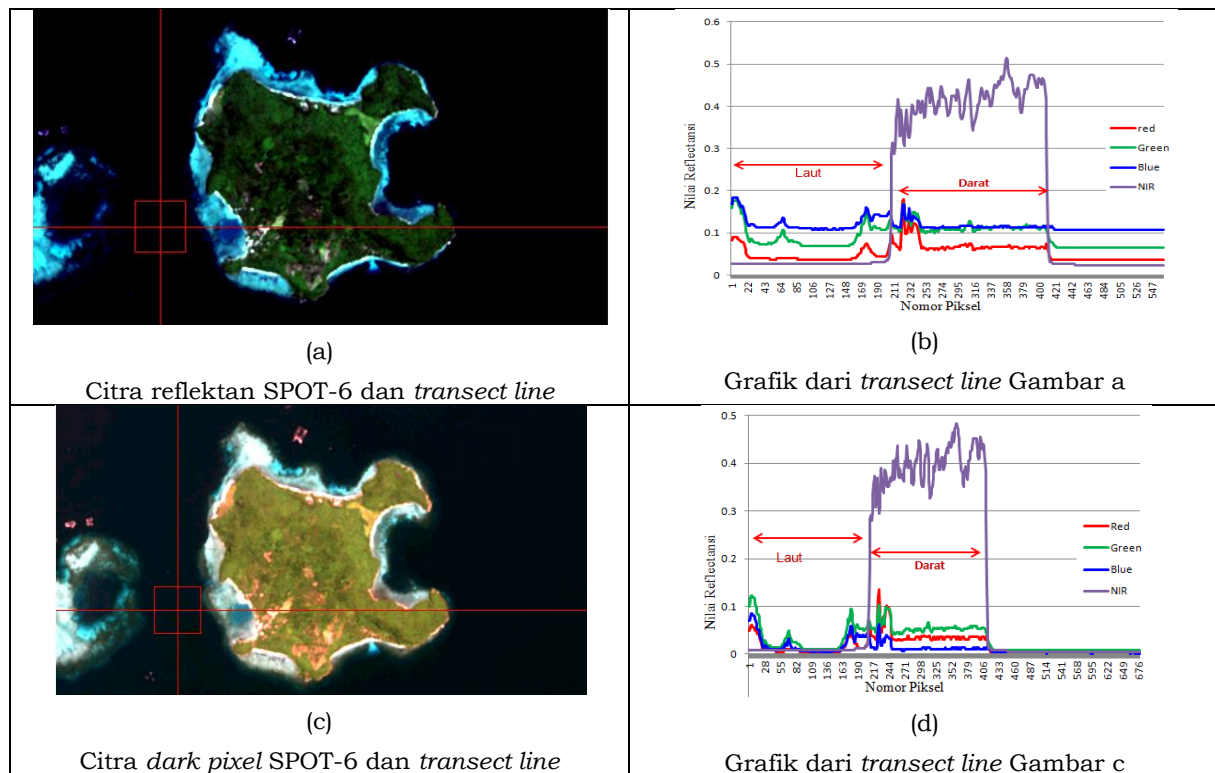 (a)
Citra reflektan SPOT-6 dan transect line
0.6
0.5
0.4
0.3
0.2
0.1
0
Nilai Reflectansi
Laut
Darat
red
Green
Blue
NIR
1 22 43 64 85 106 127 148 169 190 211 232 253 274 295 316 337 358 379 400 421 442 463 484 505 526 547
Nomor Piksel
(b)
Grafik dari transect line Gambar a
(c)
Citra dark pixel SPOT-6 dan transect line
0.5
0.4
0.3
0.2
0.1
0
Nilai Reflectansi
Laut
Darat
Red
Green
Blue
NIR
1 28 55 82 109 136 163 190 217 244 271 298 325 352 379 406 433 460 487 514 541 568 595 622 649 676
Nomor Piksel
(d)
Grafik dari transect line Gambar c